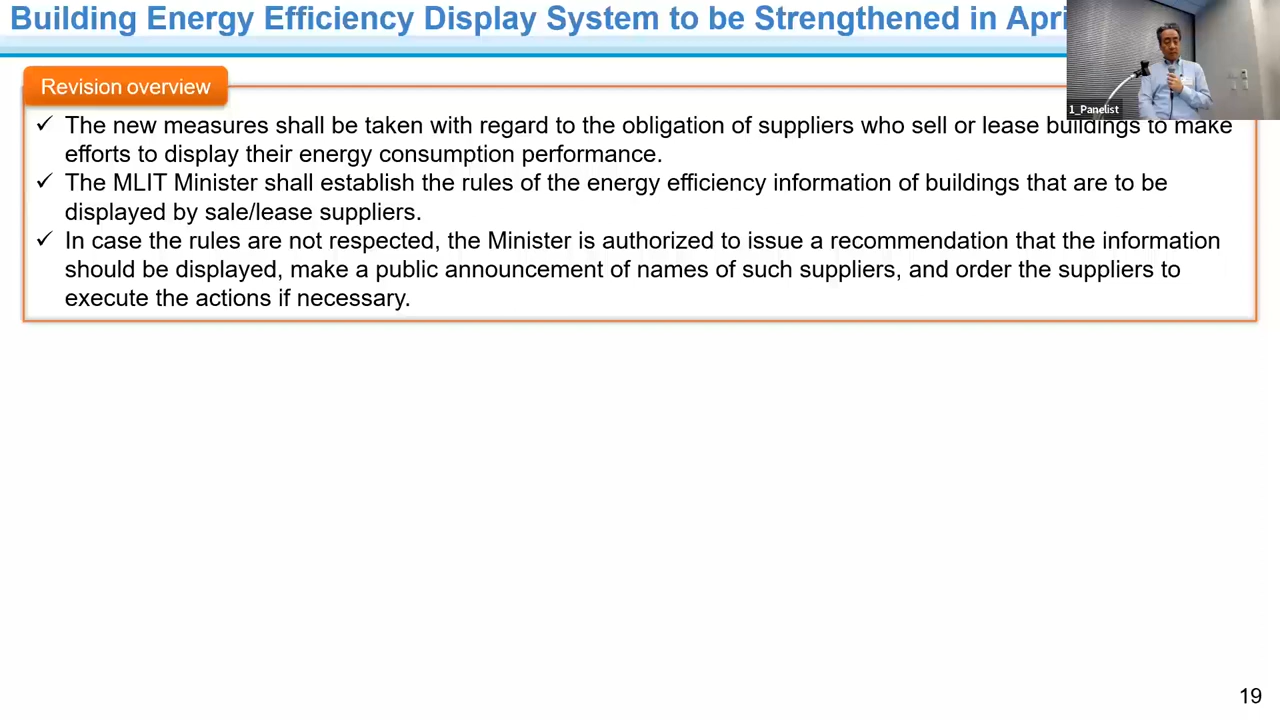 Building Energy Efficiency Display System to be Strengthened in Apri
1_Panelist
Revision overview
✓ The new measures shall be taken with regard to the obligation of suppliers who sell or lease buildings to make
efforts to display their energy consumption performance.
✓ The MLIT Minister shall establish the rules of the energy efficiency information of buildings that are to be
displayed by sale/lease suppliers.
✓ In case the rules are not respected, the Minister is authorized to issue a recommendation that the information
should be displayed, make a public announcement of names of such suppliers, and order the suppliers to
execute the actions if necessary.
19